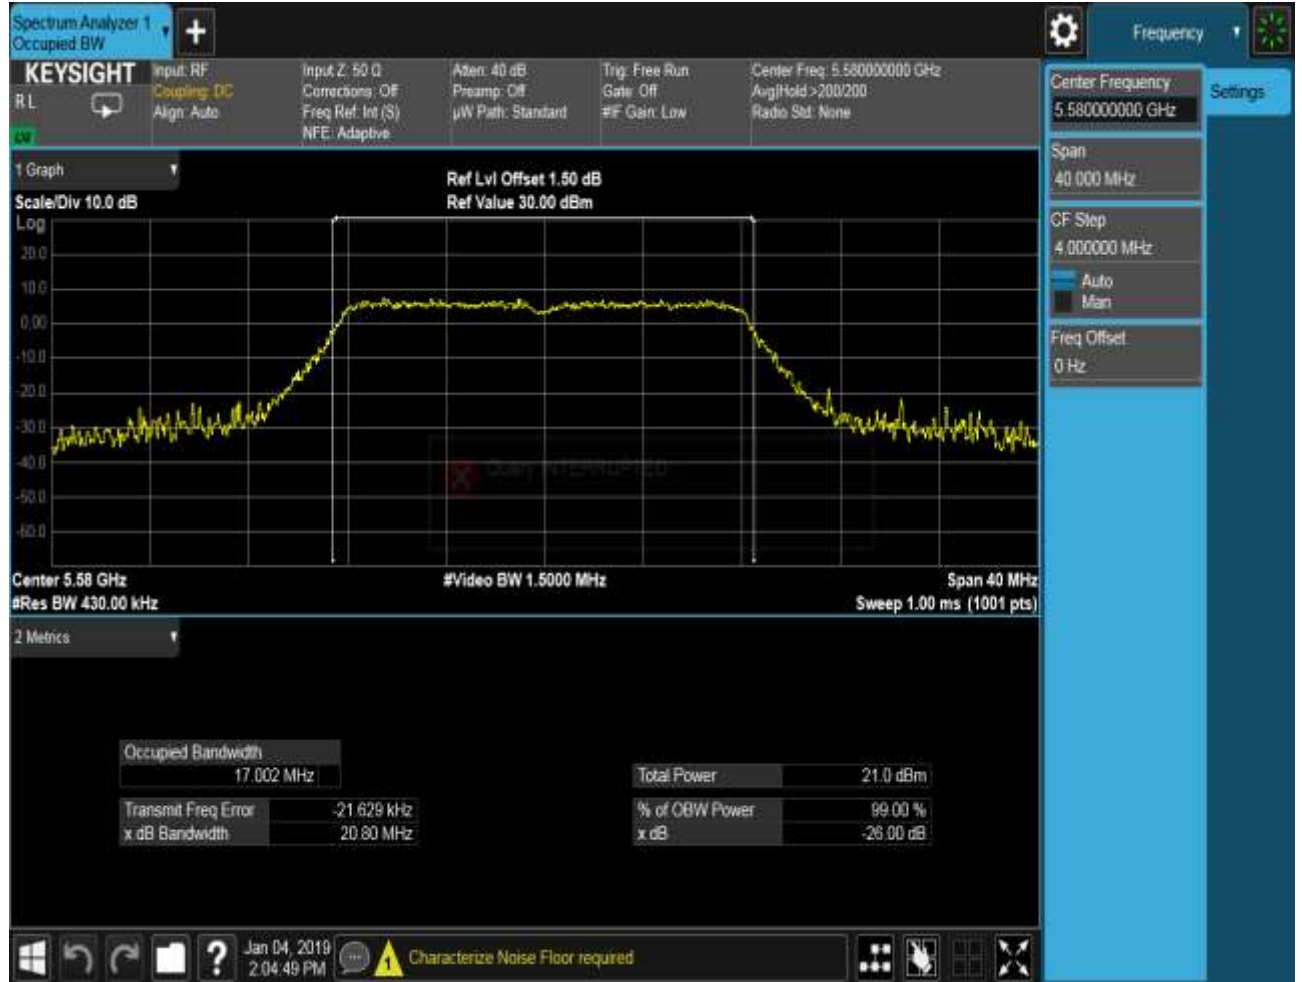 Spectrum Analyzer 1
Occupied BW
Frequency
KEYSIGHT
RL
Input: RF
Coupling: DC
Align: Auto
Input Z: 50 Ω
Corrections: Off
Freq Ref: Int (S)
NFE: Adaptive
Atten: 40 dB
Preamp: Off
µW Path: Standard
Trig: Free Run
Gate: Off
#IF Gain: Low
Center Freq: 5.580000000 GHz
Avg|Hold:>200/200
Radio Std: None
Center Frequency
5.580000000 GHz
Settings
Span
40.000 MHz
CF Step
4.000000 MHz
Auto
Man
Freq Offset
0 Hz
1 Graph
Scale/Div 10.0 dB
Ref Lvl Offset 1.50 dB
Ref Value 30.00 dBm
Log
20.0
10.0
0.00
-10.0
-20.0
-30.0
-40.0
-50.0
-60.0
Query INTERRUPTED
Center 5.58 GHz
#Video BW 1.5000 MHz
Span 40 MHz
#Res BW 430.00 kHz
Sweep 1.00 ms (1001 pts)
2 Metrics
Occupied Bandwidth
17.002 MHz
Total Power 21.0 dBm
Transmit Freq Error -21.629 kHz
% of OBW Power 99.00 %
x dB Bandwidth 20.80 MHz
x dB -26.00 dB
Jan 04, 2019
2:04:49 PM
1
Characterize Noise Floor required